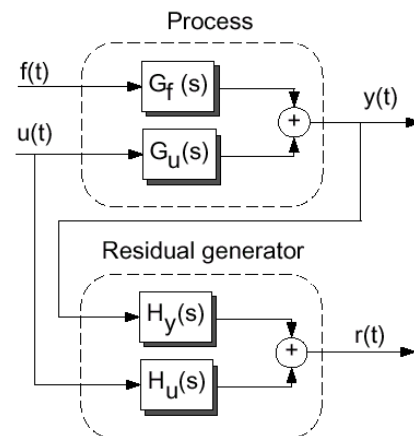 Process
f(t)
G_f(s)
y(t)
+
u(t)
G_u(s)
Residual generator
H_y(s)
+
r(t)
H_u(s)